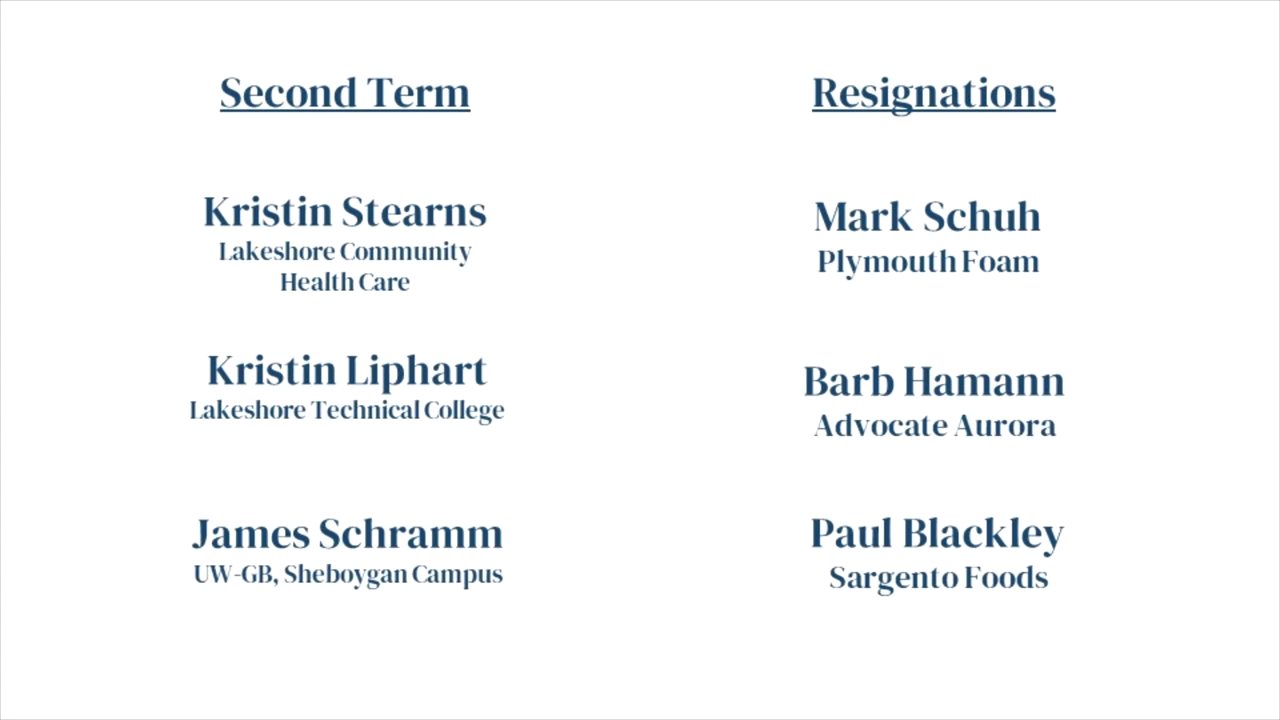 Second Term
Kristin Stearns
Lakeshore Community
Health Care
Kristin Liphart
Lakeshore Technical College
James Schramm
UW-GB, Sheboygan Campus
Resignations
Mark Schuh
Plymouth Foam
Barb Hamann
Advocate Aurora
Paul Blackley
Sargento Foods